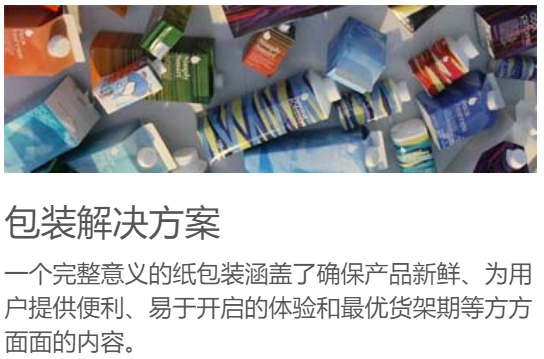 包装解决方案
一个完整意义的纸包装涵盖了确保产品新鲜、为用
户提供便利、易于开启的体验和最优货架期等方方
面面的内容。